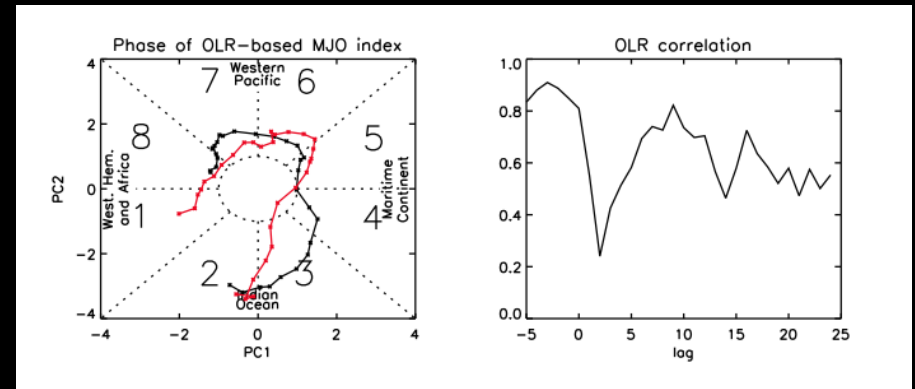 Phase of OLR-based MJO index
4
2
0
-2
-4
PC2
7
Western
Pacific
6
8
5
West. Hem.
and Africa
Maritime
Continent
1
4
2
3
Indian
Ocean
-4
-2
0
2
4
PC1
OLR correlation
1.0
0.8
0.6
0.4
0.2
0.0
-5
0
5
10
15
20
25
lag